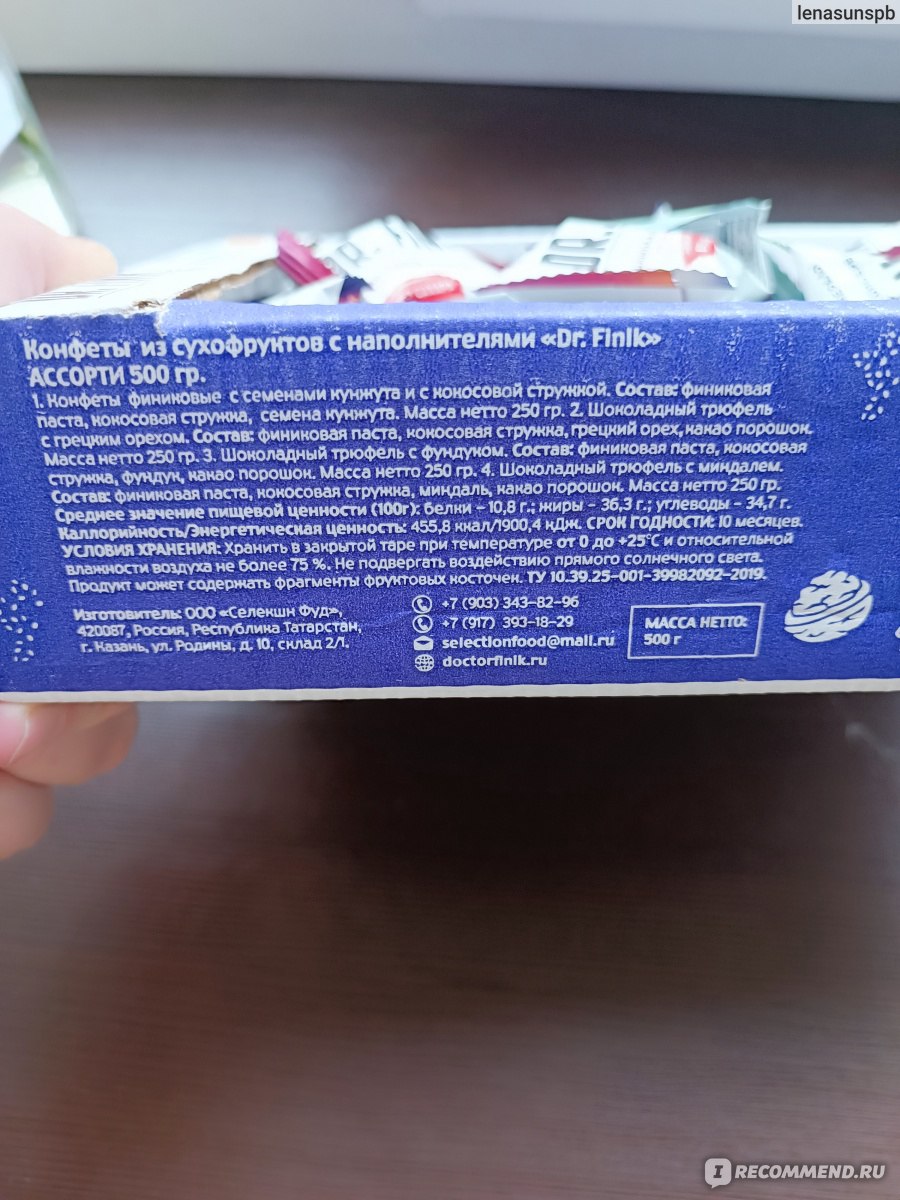 lenasunspb
DR.
Конфеты из сухофруктов с наполнителями «Dr. Finik»
АССОРТИ 500 гр.
1. Конфеты финиковые с семенами кунжута и с кокосовой стружкой. Состав: финиковая
паста, кокосовая стружка, семена кунжута. Масса нетто 250 гр. 2. Шоколадный трюфель
с грецким орехом. Состав: финиковая паста, кокосовая стружка, грецкий орех, какао порошок.
Масса нетто 250 гр. 3. Шоколадный трюфель с фундуком. Состав: финиковая паста, кокосовая
стружка, фундук, какао порошок. Масса нетто 250 гр. 4. Шоколадный трюфель с миндалем.
Состав: финиковая паста, кокосовая стружка, миндаль, какао порошок. Масса нетто 250 гр.
Среднее значение пищевой ценности (100г): белки – 10,8 г.; жиры – 36,3 г.; углеводы – 34,7 г.
Каллорийность/Энергетическая ценность: 455,8 ккал/1900,4 кДж. СРОК ГОДНОСТИ: 10 месяцев.
УСЛОВИЯ ХРАНЕНИЯ: Хранить в закрытой таре при температуре от 0 до +25°С и относительной
влажности воздуха не более 75 %. Не подвергать воздействию прямого солнечного света.
Продукт может содержать фрагменты фруктовых косточек. ТУ 10.39.25-001-39982092-2019.
Изготовитель: ООО «Селекшн Фуд»,
420087, Россия, Республика Татарстан,
г. Казань, ул. Родины, д. 10, склад 2/1.
+7 (903) 343-82-96
+7 (917) 393-18-29
selectionfood@mail.ru
doctorfinik.ru
МАССА НЕТТО:
500 г
IRECOMMEND.RU